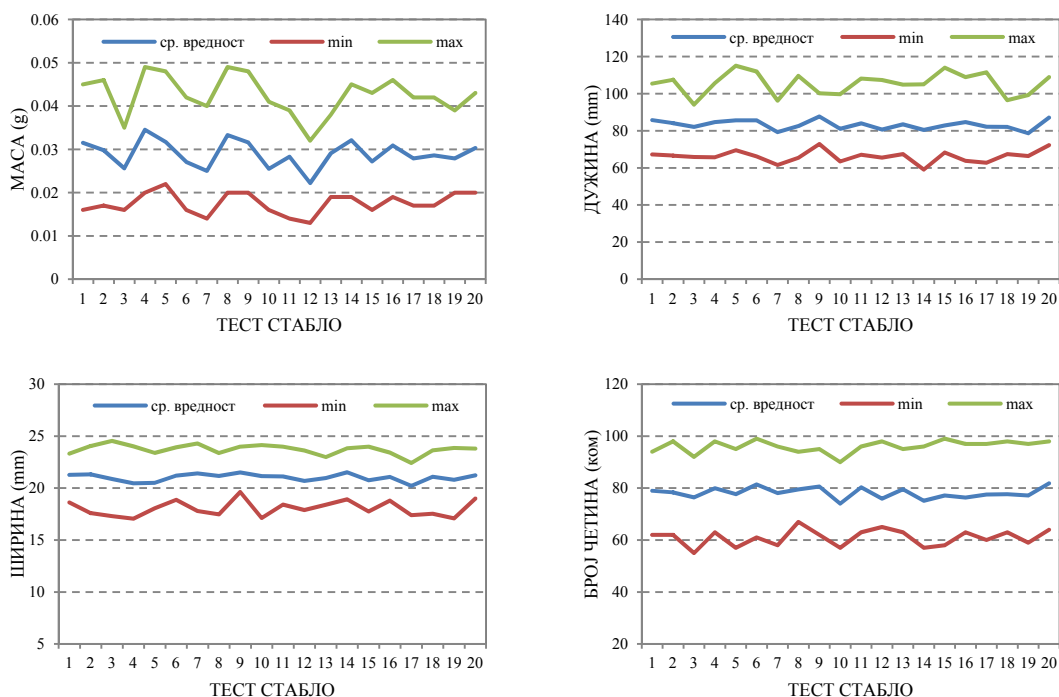 0.06
0.05
0.04
0.03
0.02
0.01
0
МАСА (g)
ср. вредност min max
1 2 3 4 5 6 7 8 9 10 11 12 13 14 15 16 17 18 19 20
ТЕСТ СТАБЛО
140
120
100
80
60
40
20
0
ДУЖИНА (mm)
ср. вредност min max
1 2 3 4 5 6 7 8 9 10 11 12 13 14 15 16 17 18 19 20
ТЕСТ СТАБЛО
30
25
20
15
10
5
ШИРИНА (mm)
ср. вредност min max
1 2 3 4 5 6 7 8 9 10 11 12 13 14 15 16 17 18 19 20
ТЕСТ СТАБЛО
120
100
80
60
40
20
БРОЈ ЧЕТИНА (ком)
ср. вредност min max
1 2 3 4 5 6 7 8 9 10 11 12 13 14 15 16 17 18 19 20
ТЕСТ СТАБЛО